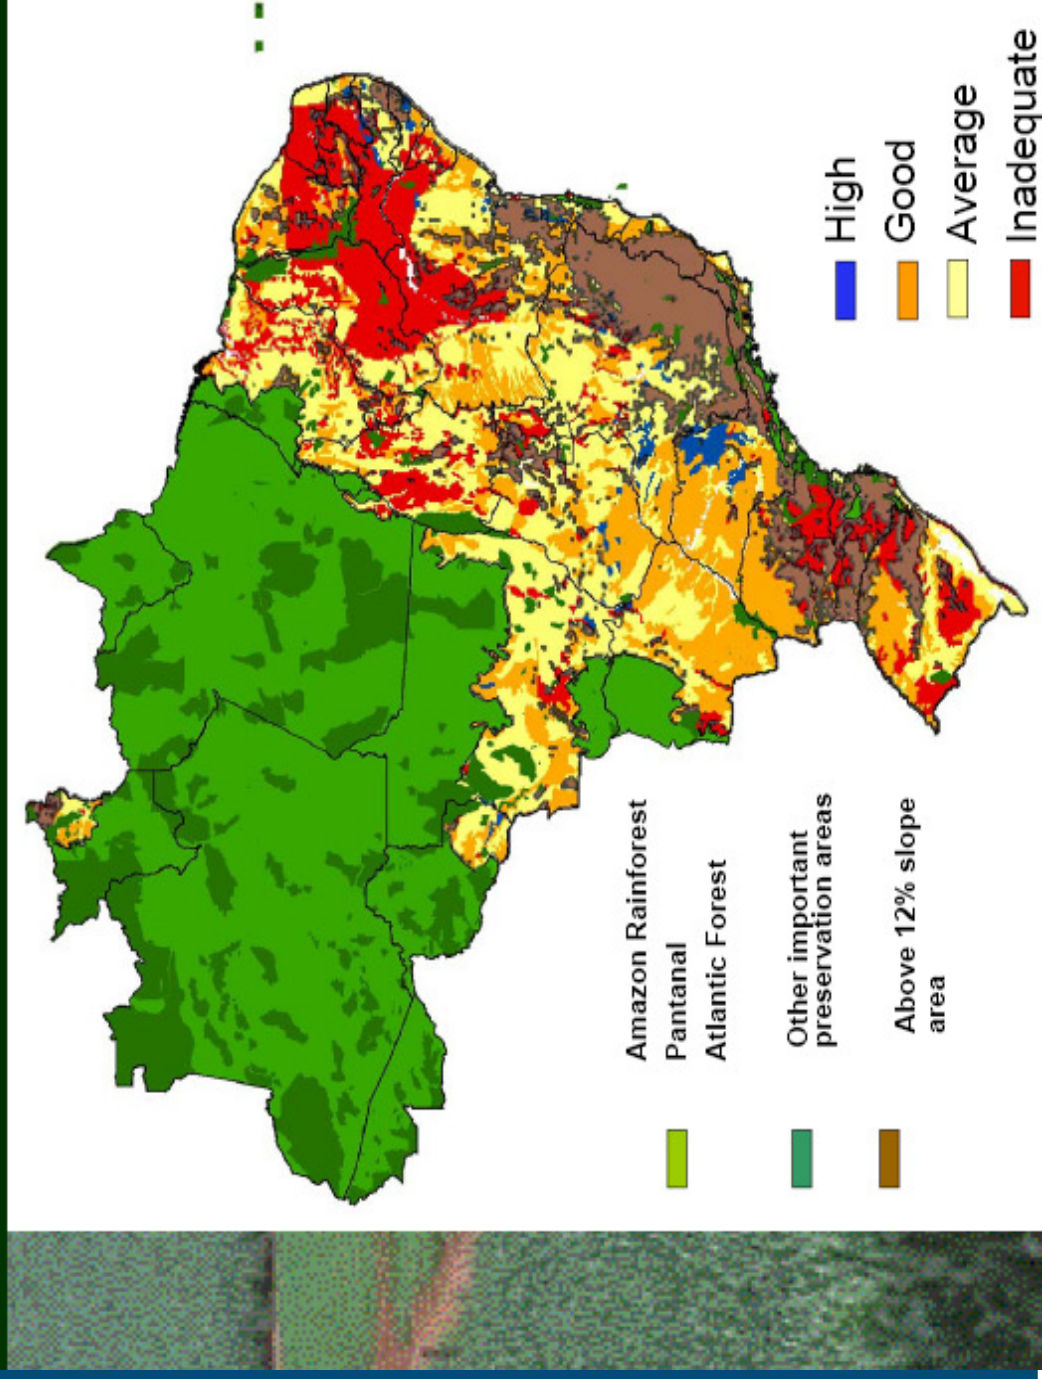 Amazon Rainforest
Pantanal
Atlantic Forest
Other important
preservation areas
Above 12% slope
area
High
Good
Average
Inadequate